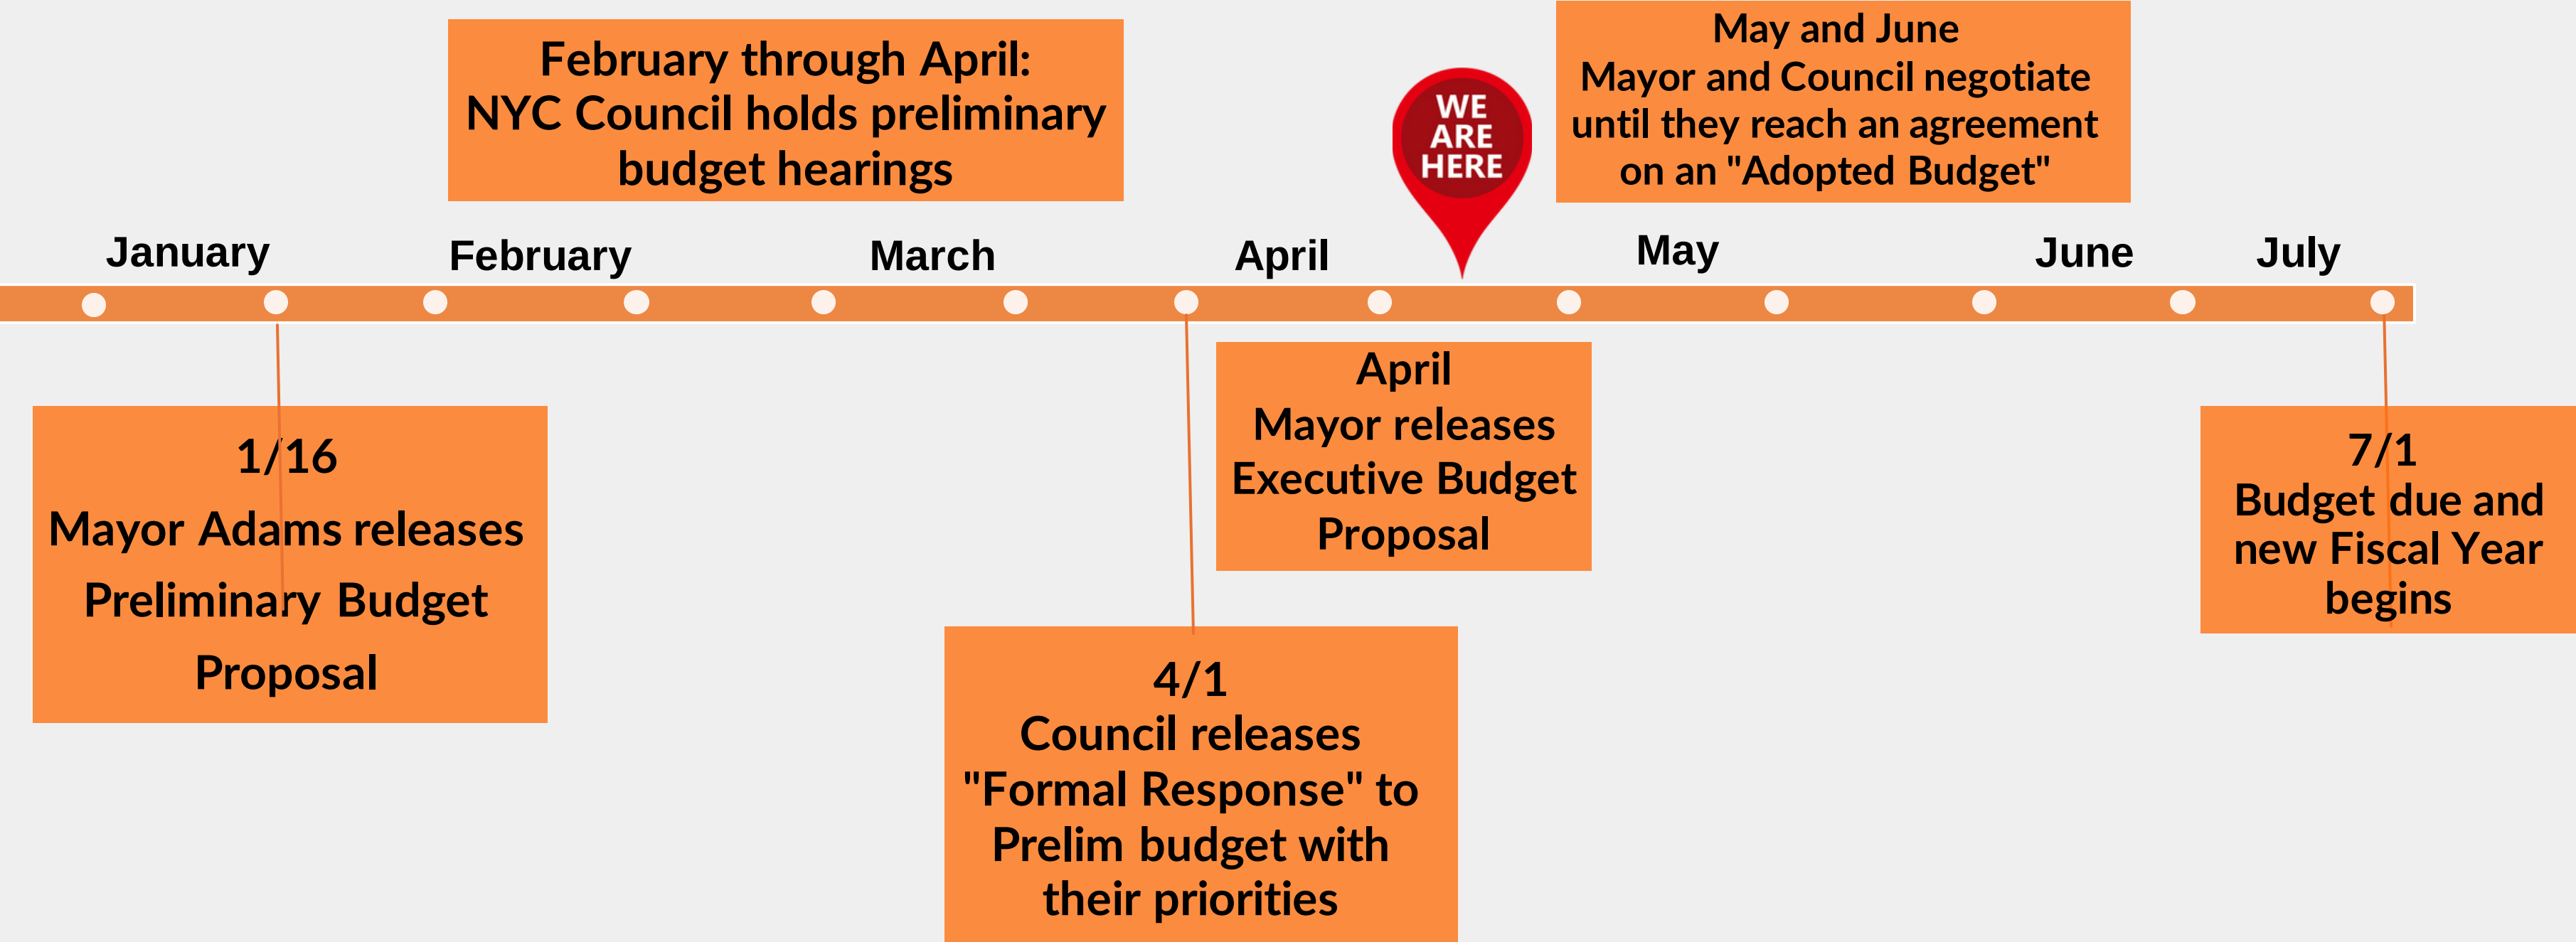 February through April:
NYC Council holds preliminary
budget hearings
WE
ARE
HERE
May and June
Mayor and Council negotiate
until they reach an agreement
on an "Adopted Budget"
January
February
March
April
May
June
July
1/16
Mayor Adams releases
Preliminary Budget
Proposal
4/1
Council releases
"Formal Response" to
Prelim budget with
their priorities
April
Mayor releases
Executive Budget
Proposal
7/1
Budget due and
new Fiscal Year
begins